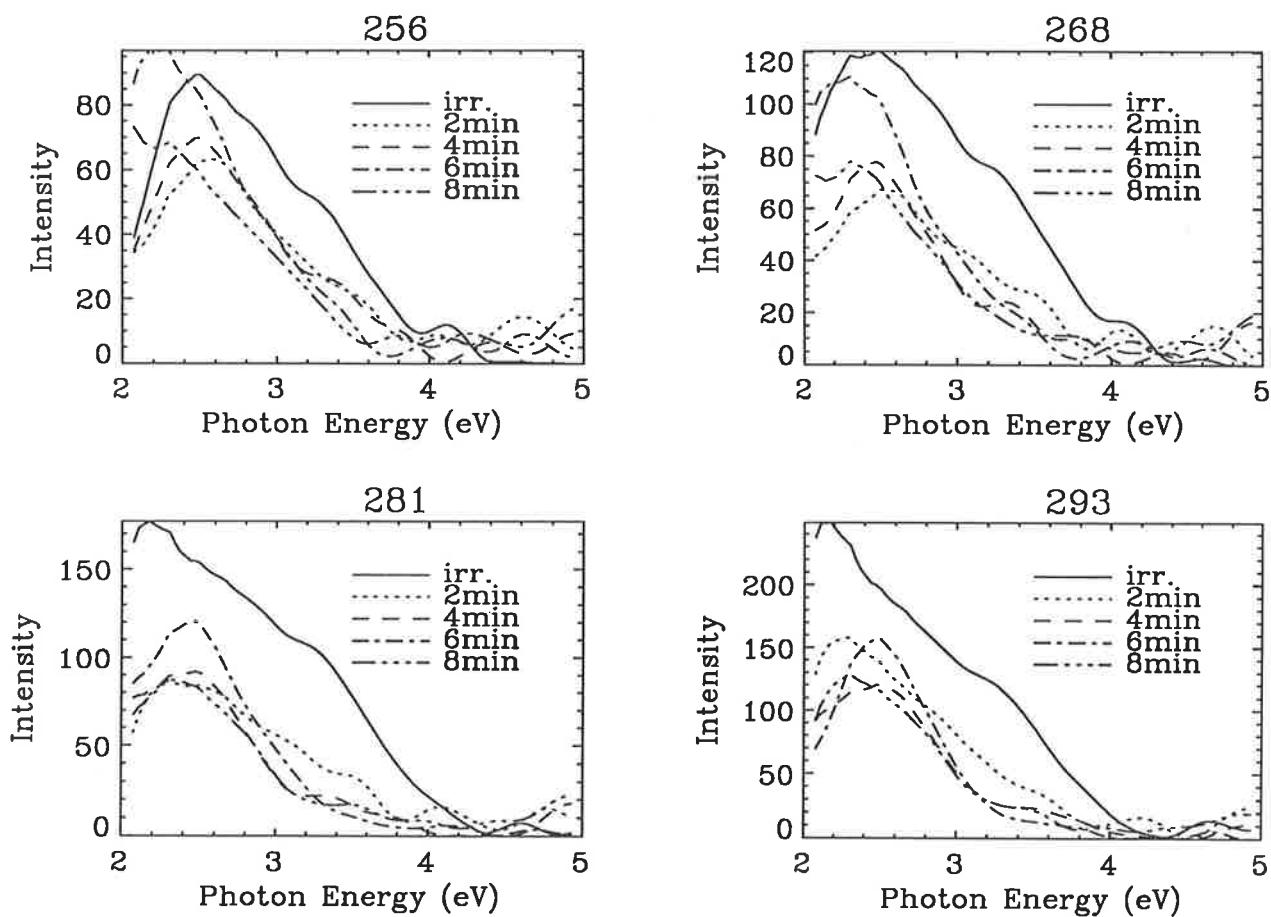 256
80
60
40
20
0
Intensity
irr.
2min
4min
6min
8min
2
3
4
5
Photon Energy (eV)
268
120
100
80
60
40
20
0
Intensity
irr.
2min
4min
6min
8min
2
3
4
5
Photon Energy (eV)
281
150
100
50
0
Intensity
irr.
2min
4min
6min
8min
2
3
4
5
Photon Energy (eV)
293
200
150
100
50
0
Intensity
irr.
2min
4min
6min
8min
2
3
4
5
Photon Energy (eV)